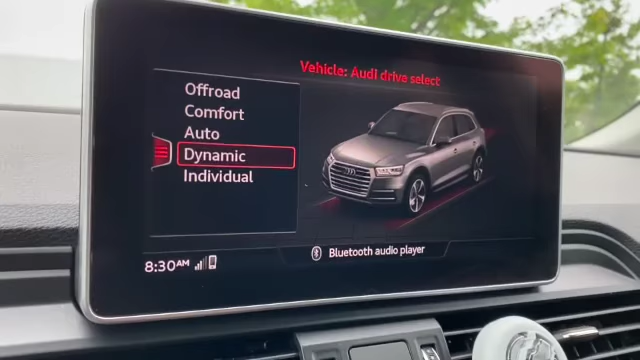 Vehicle: Audi drive select
Offroad
Comfort
Auto
Dynamic
Individual
8:30AM
Bluetooth audio player